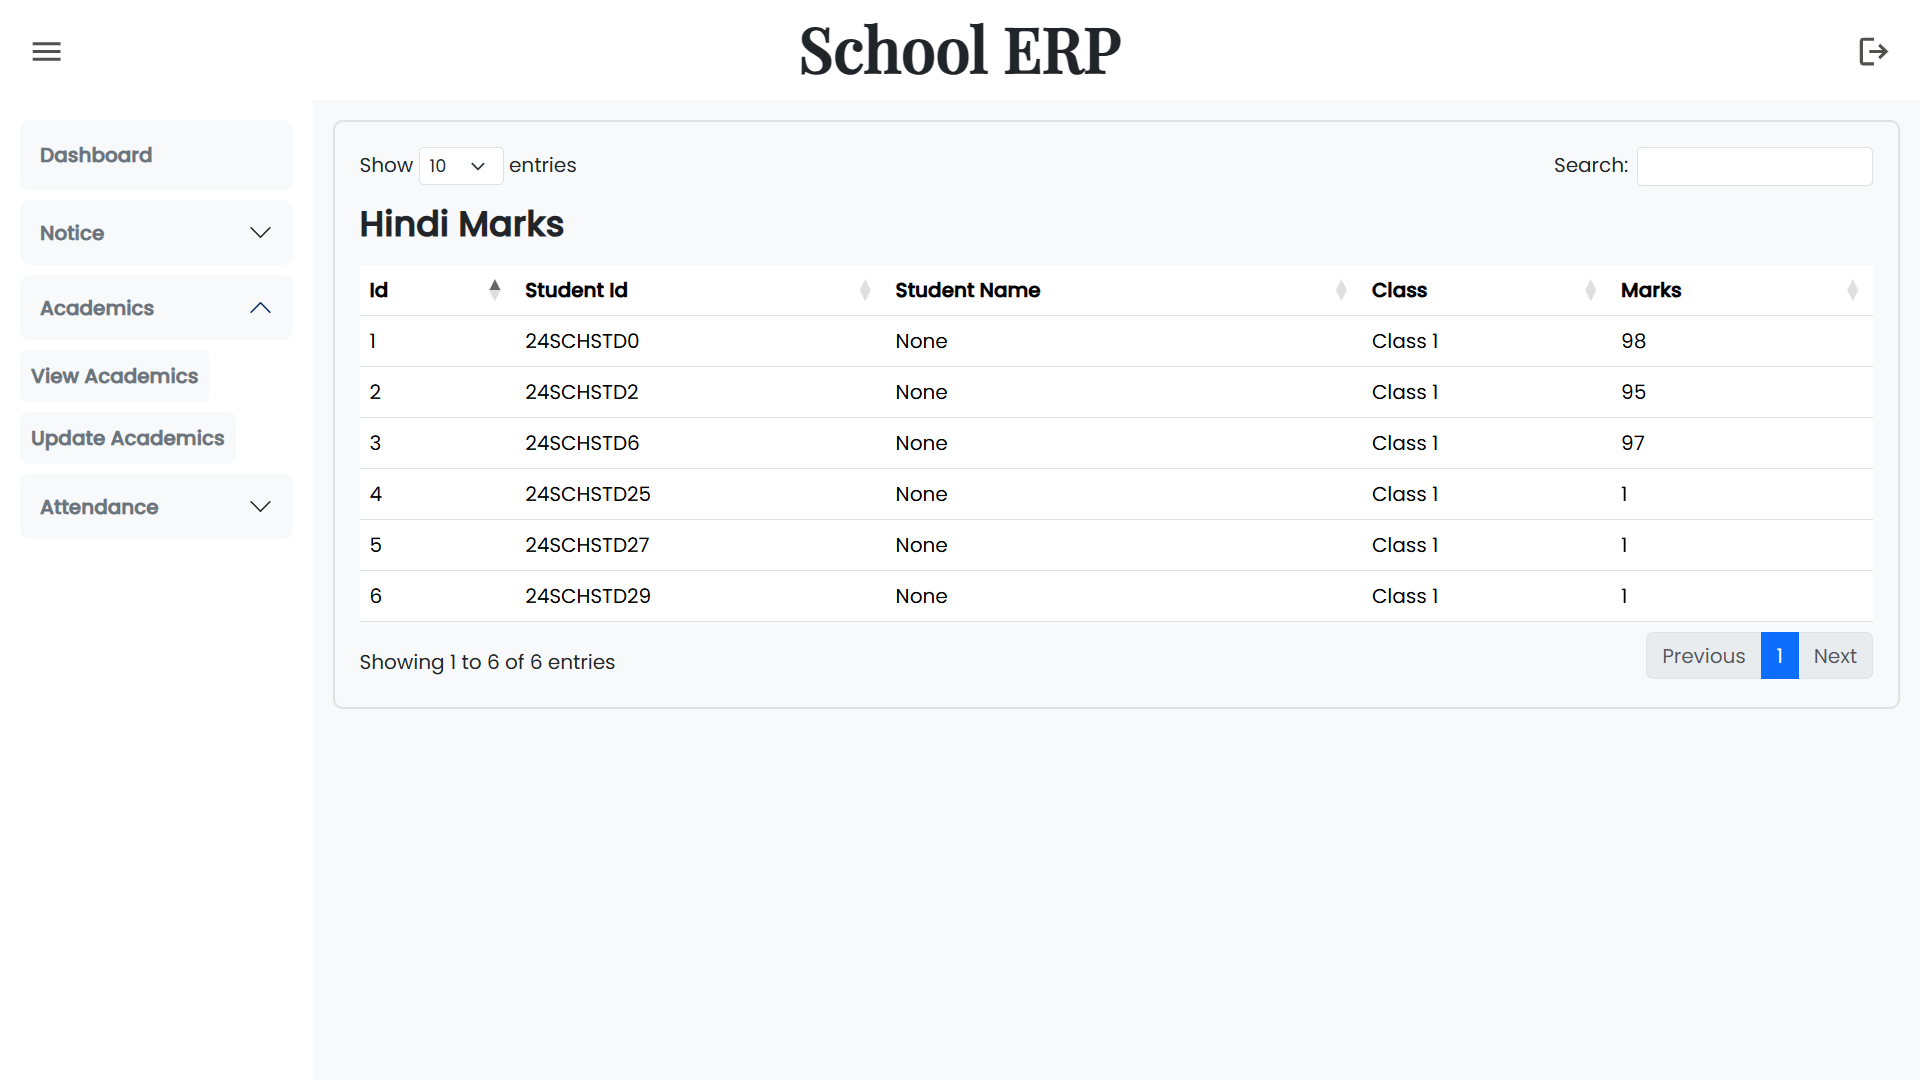 School ERP
Dashboard
Notice
Academics
View Academics
Update Academics
Attendance
Show 10 entries
Search:
Hindi Marks
Id Student Id Student Name Class Marks
1 24SCHSTD0 None Class 1 98
2 24SCHSTD2 None Class 1 95
3 24SCHSTD6 None Class 1 97
4 24SCHSTD25 None Class 1 1
5 24SCHSTD27 None Class 1 1
6 24SCHSTD29 None Class 1 1
Showing 1 to 6 of 6 entries
Previous 1 Next